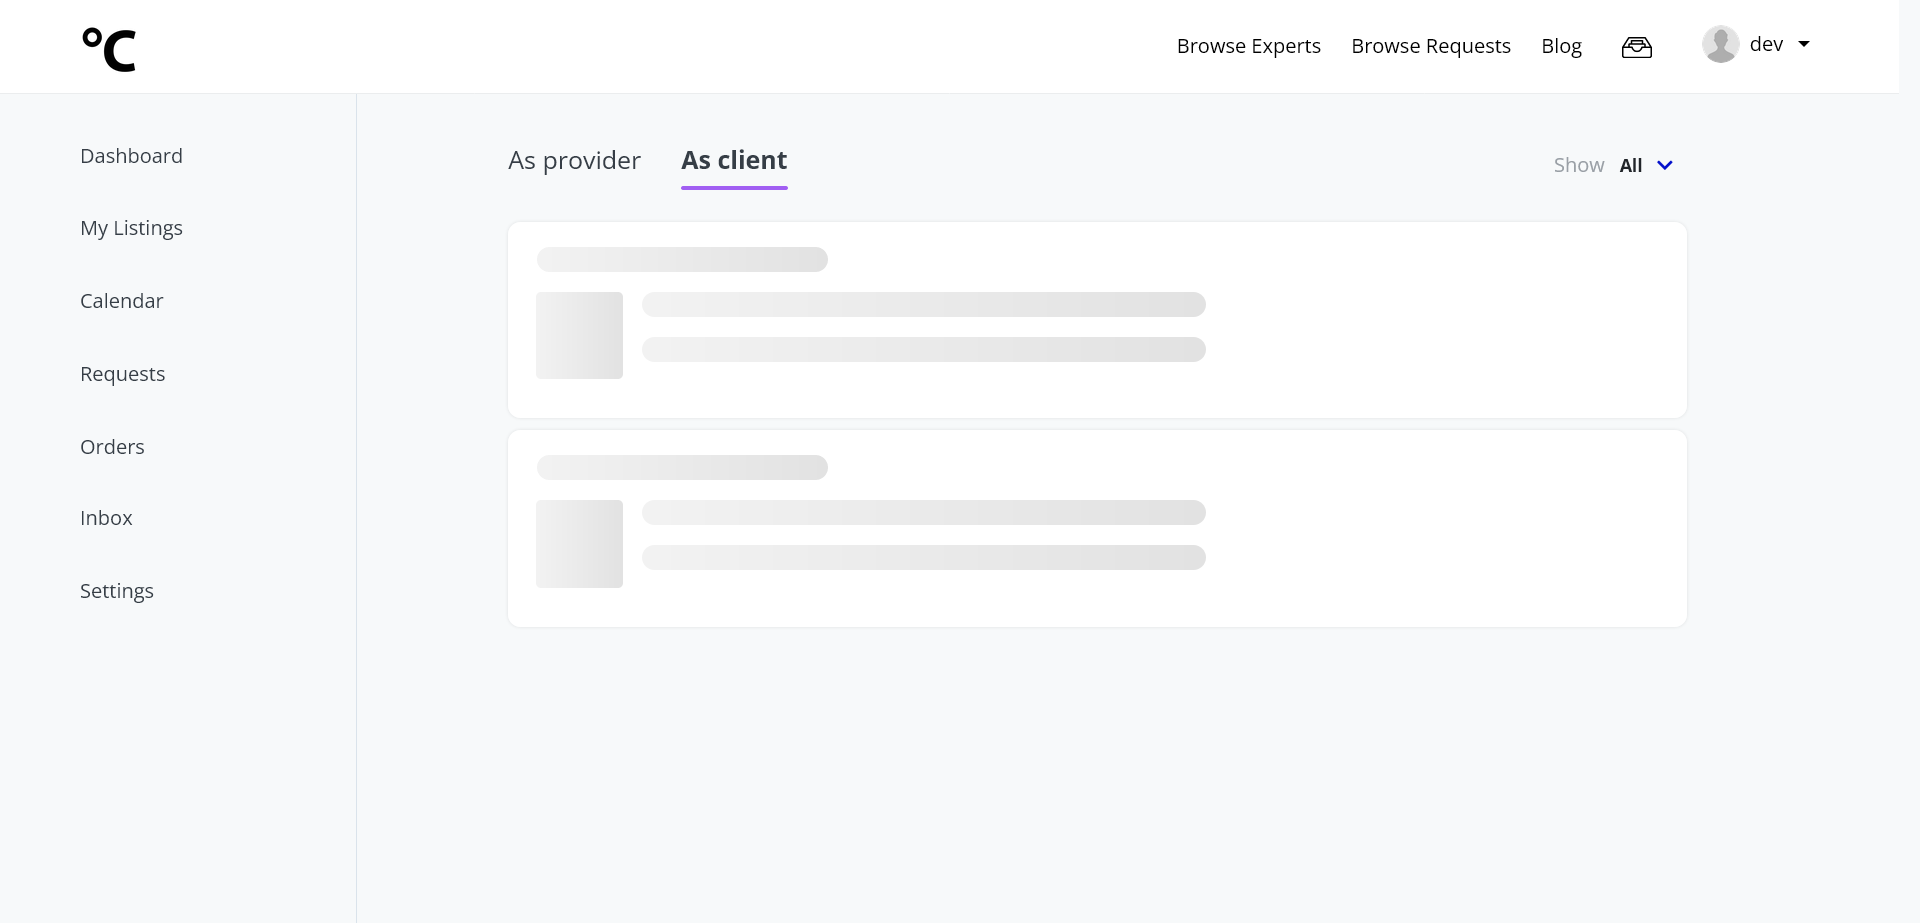 °C
Browse Experts Browse Requests Blog dev
Dashboard
My Listings
Calendar
Requests
Orders
Inbox
Settings
As provider As client
Show All